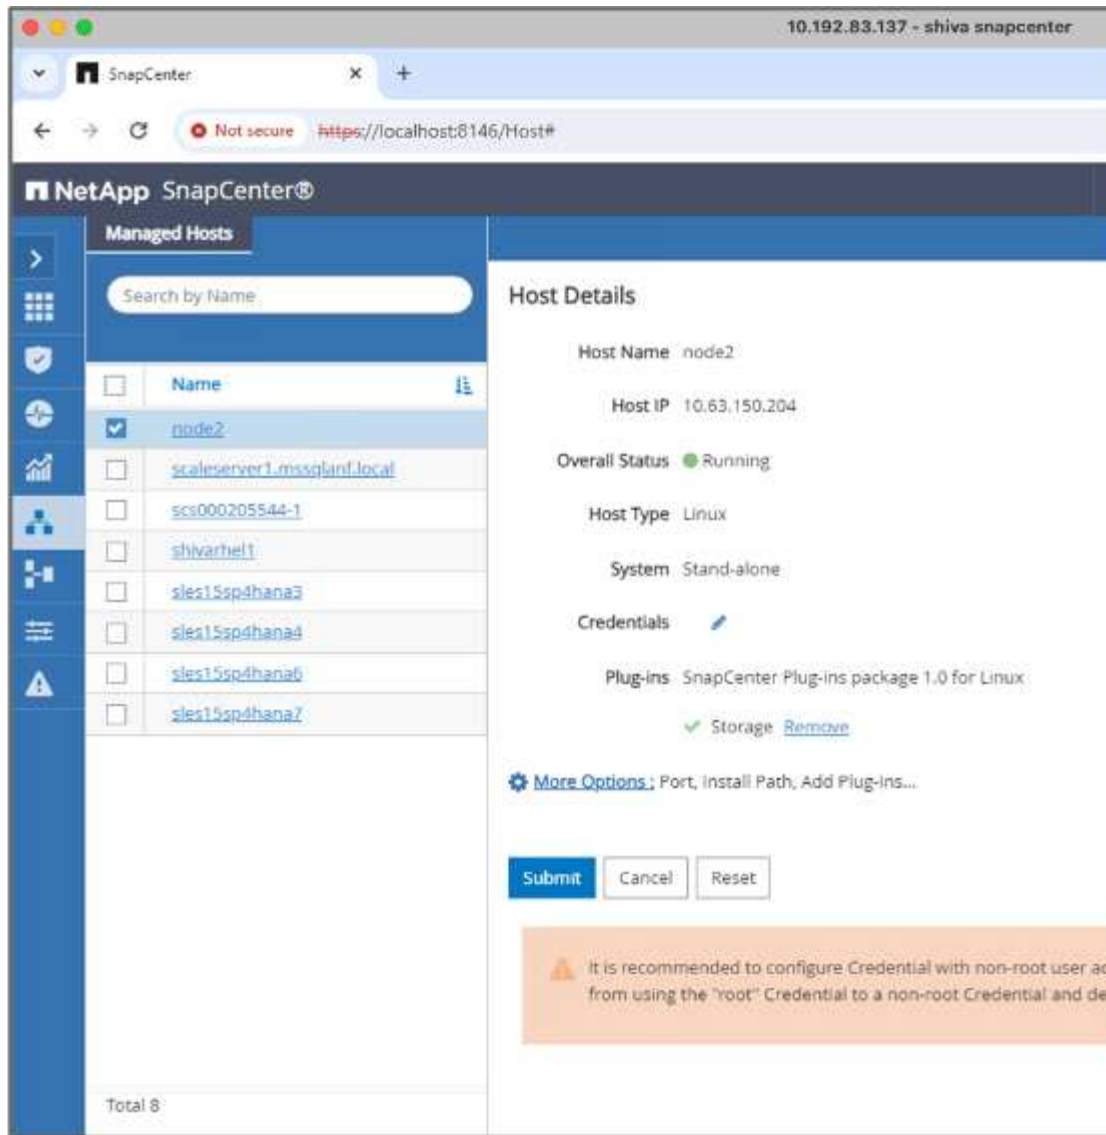 10.192.83.137 - shiva snapcenter
SnapCenter
Not secure https://localhost:8146/Host#
NetApp SnapCenter®
Managed Hosts
Search by Name
Name
node2
scaleserver1.mssqlanf.local
scs000205544-1
shivarhel1
sles15sp4hana3
sles15sp4hana4
sles15sp4hana6
sles15sp4hana7
Total 8
Host Details
Host Name node2
Host IP 10.63.150.204
Overall Status Running
Host Type Linux
System Stand-alone
Credentials
Plug-ins SnapCenter Plug-ins package 1.0 for Linux
Storage Remove
More Options : Port, Install Path, Add Plug-Ins...
Submit Cancel Reset
It is recommended to configure Credential with non-root user ac
from using the "root" Credential to a non-root Credential and de